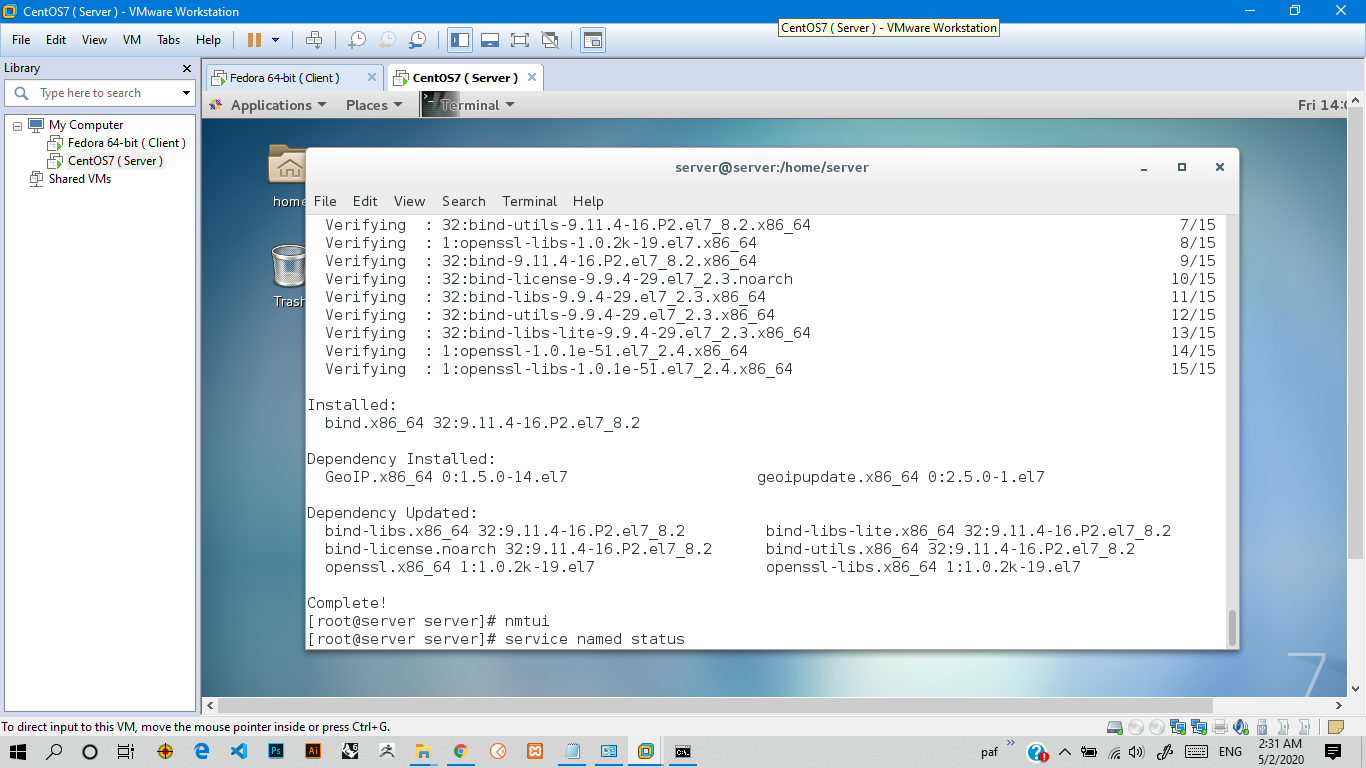 CentOS7 ( Server ) - VMware Workstation
File Edit View VM Tabs Help
CentOS7 ( Server ) - VMware Workstation
Library
Type here to search
My Computer
Fedora 64-bit ( Client )
CentOS7 ( Server )
Shared VMs
Fedora 64-bit ( Client )
CentOS7 ( Server )
Applications Places Terminal Fri 14:
home
Trash
server@server:/home/server
File Edit View Search Terminal Help
Verifying : 32:bind-utils-9.11.4-16.P2.el7_8.2.x86_64 7/15
Verifying : 1:openssl-libs-1.0.2k-19.el7.x86_64 8/15
Verifying : 32:bind-9.11.4-16.P2.el7_8.2.x86_64 9/15
Verifying : 32:bind-license-9.9.4-29.el7_2.3.noarch 10/15
Verifying : 32:bind-libs-9.9.4-29.el7_2.3.x86_64 11/15
Verifying : 32:bind-utils-9.9.4-29.el7_2.3.x86_64 12/15
Verifying : 32:bind-libs-lite-9.9.4-29.el7_2.3.x86_64 13/15
Verifying : 1:openssl-1.0.1e-51.el7_2.4.x86_64 14/15
Verifying : 1:openssl-libs-1.0.1e-51.el7_2.4.x86_64 15/15
Installed:
bind.x86_64 32:9.11.4-16.P2.el7_8.2
Dependency Installed:
GeoIP.x86_64 0:1.5.0-14.el7 geoipupdate.x86_64 0:2.5.0-1.el7
Dependency Updated:
bind-libs.x86_64 32:9.11.4-16.P2.el7_8.2 bind-libs-lite.x86_64 32:9.11.4-16.P2.el7_8.2
bind-license.noarch 32:9.11.4-16.P2.el7_8.2 bind-utils.x86_64 32:9.11.4-16.P2.el7_8.2
openssl.x86_64 1:1.0.2k-19.el7 openssl-libs.x86_64 1:1.0.2k-19.el7
Complete!
[root@server server]# nmtui
[root@server server]# service named status
7
To direct input to this VM, move the mouse pointer inside or press Ctrl+G.
paf
ENG
2:31 AM
5/2/2020